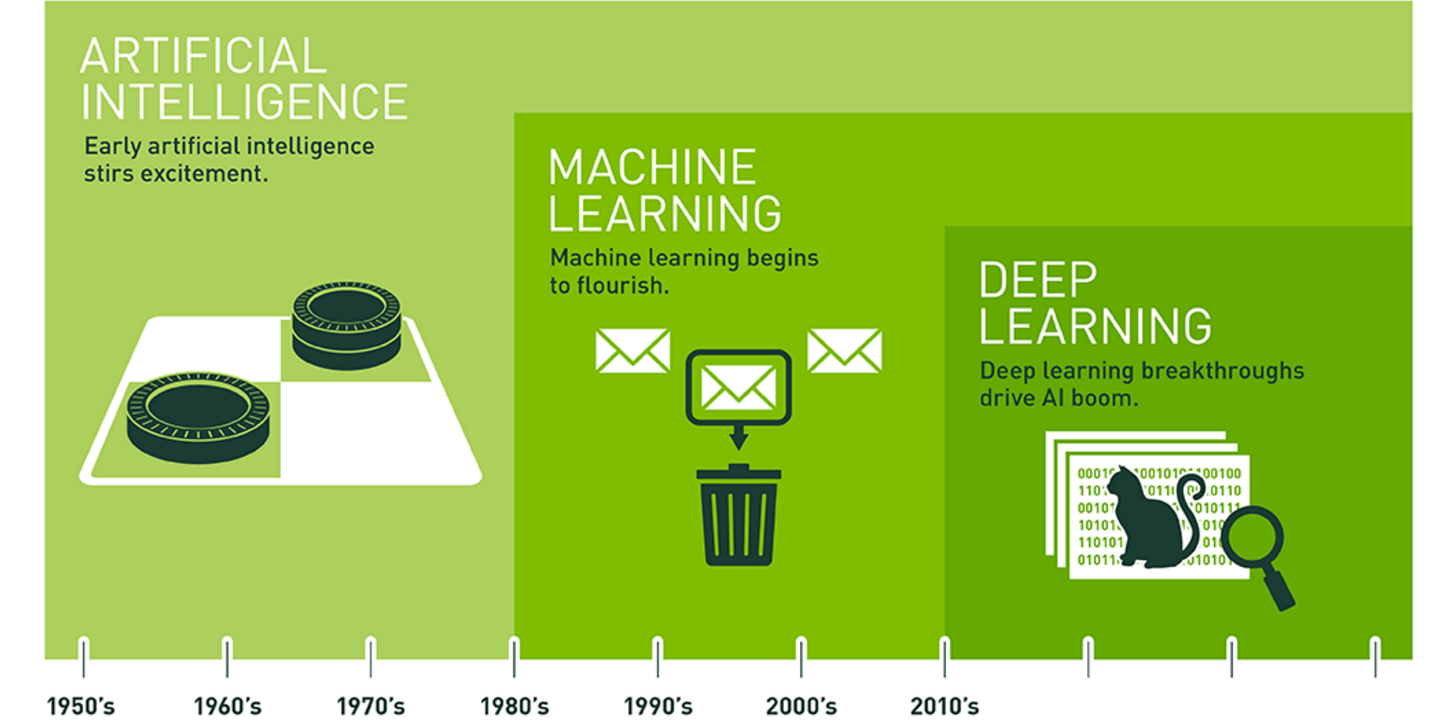 ARTIFICIAL
INTELLIGENCE
Early artificial intelligence
stirs excitement.
MACHINE
LEARNING
Machine learning begins
to flourish.
DEEP
LEARNING
Deep learning breakthroughs
drive AI boom.
1950's 1960's 1970's 1980's 1990's 2000's 2010's